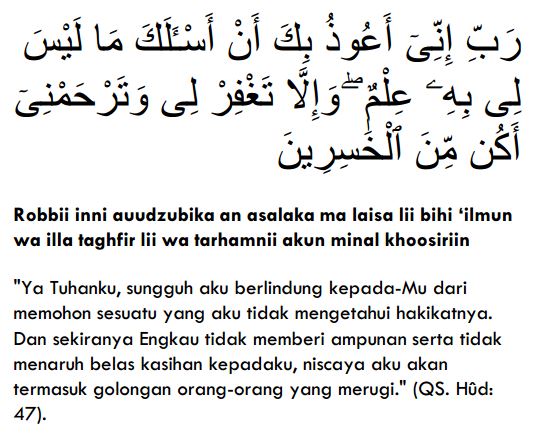 رَبِّ إِنِّىٓ أَعُوذُ بِكَ أَنْ أَسْـَٔلَكَ مَا لَيْسَ
لِى بِهِۦ عِلْمٌ ۖ وَإِلَّا تَغْفِرْ لِى وَتَرْحَمْنِىٓ
أَكُن مِّنَ ٱلْخَٰسِرِينَ
Robbii inni auudzubika an asalaka ma laisa lii bihi ‘ilmun
wa illa taghfir lii wa tarhamnii akun minal khoosiriin
"Ya Tuhanku, sungguh aku berlindung kepada-Mu dari
memohon sesuatu yang aku tidak mengetahui hakikatnya.
Dan sekiranya Engkau tidak memberi ampunan serta tidak
menaruh belas kasihan kepadaku, niscaya aku akan
termasuk golongan orang-orang yang merugi." (QS. Hûd:
47).